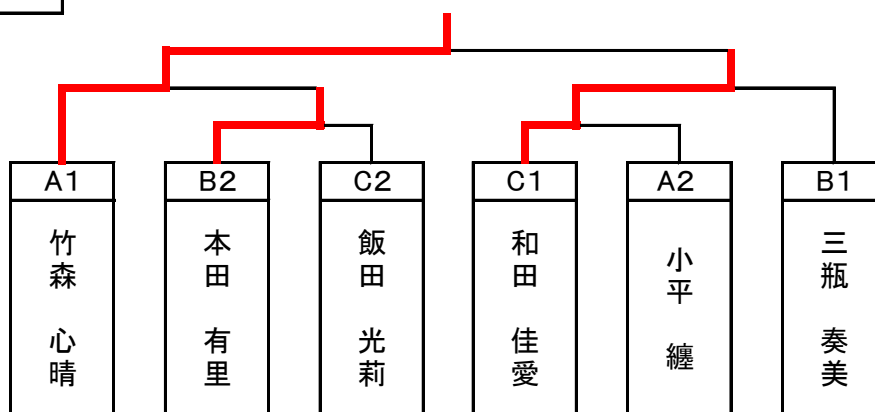 A1
B2
C2
C1
A2
B1
竹森 心晴
本田 有里
飯田 光莉
和田 佳愛
小平 纏
三瓶 奏美